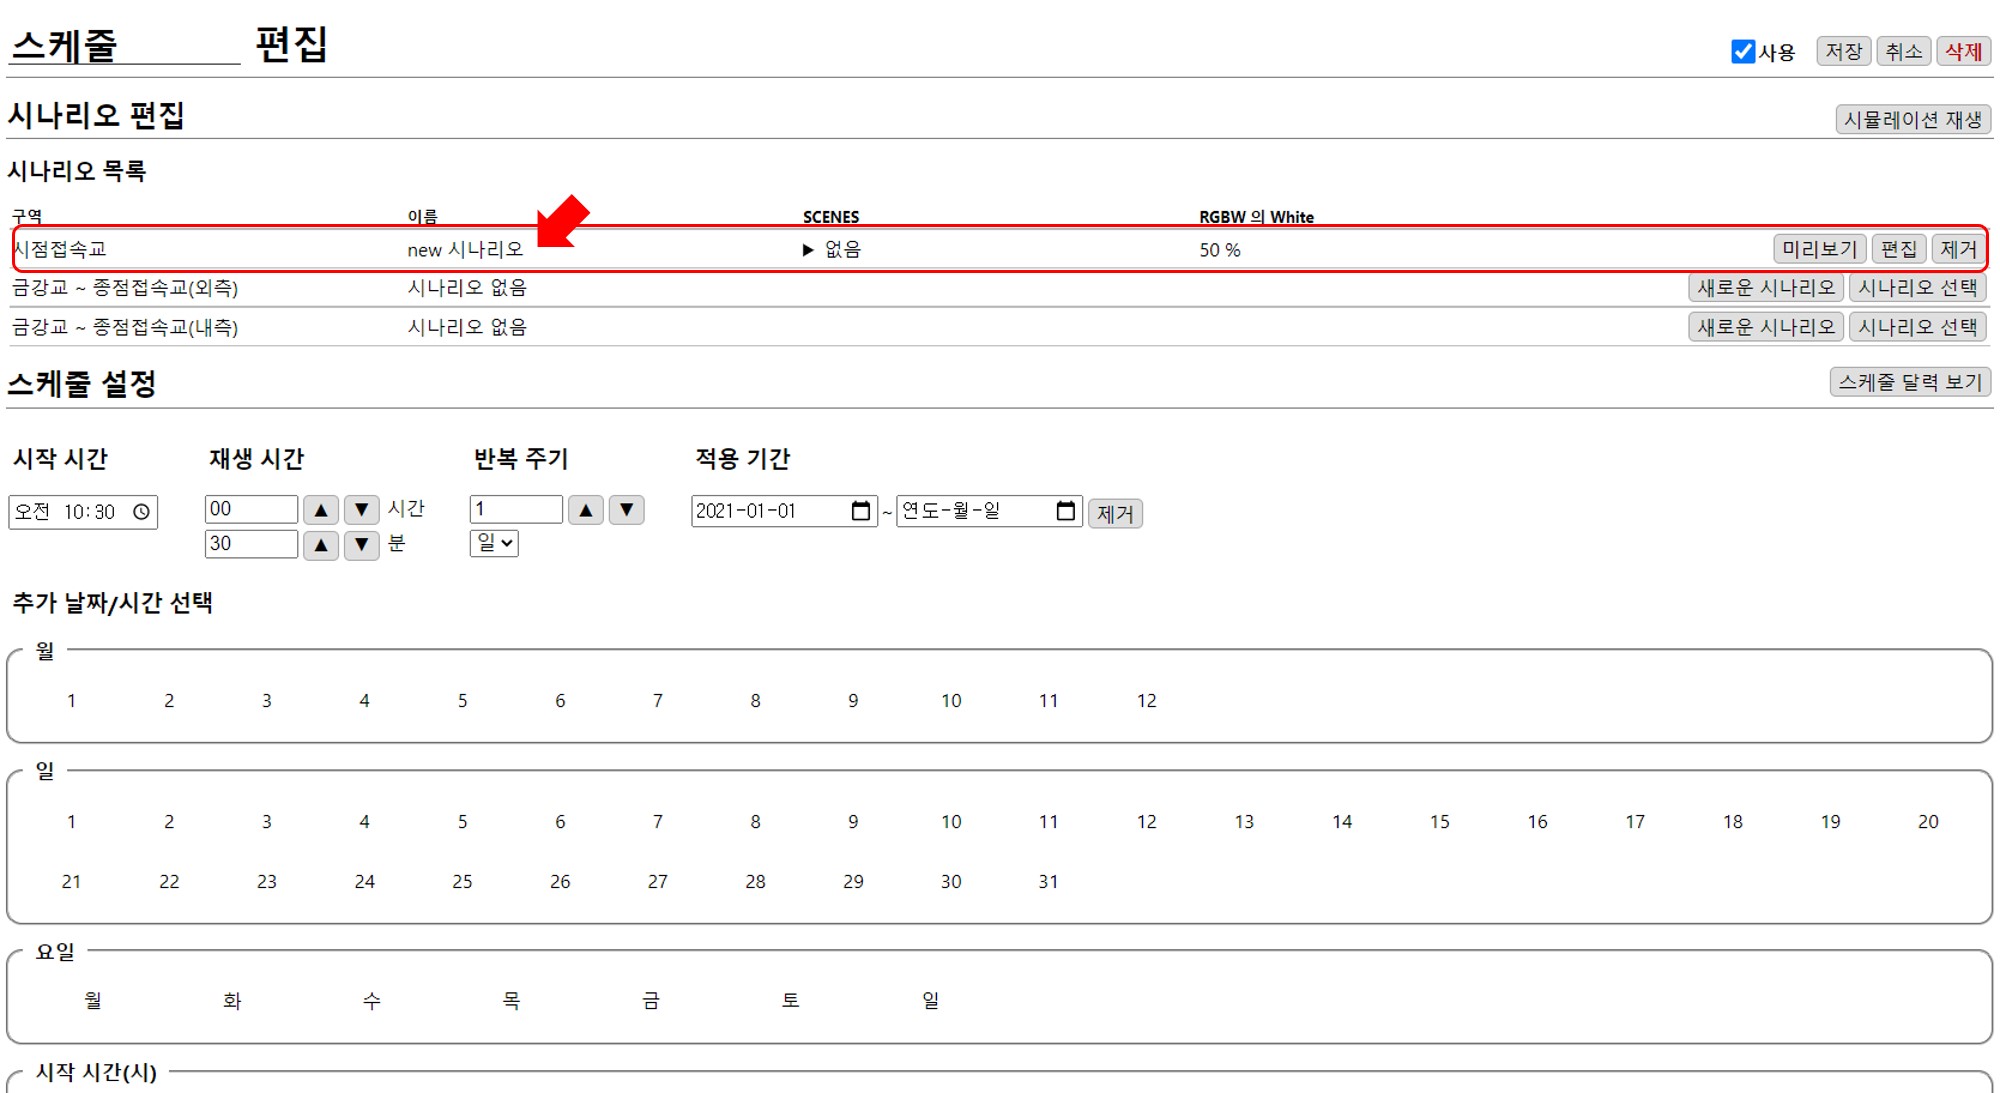 스케줄 편집
사용 저장 취소 삭제
시나리오 편집
시뮬레이션 재생
시나리오 목록
구역 이름 SCENES RGBW 의 White
시점접속교 new 시나리오 ▶ 없음 50 % 미리보기 편집 제거
금강교 ~ 종점접속교(외측) 시나리오 없음 새로운 시나리오 시나리오 선택
금강교 ~ 종점접속교(내측) 시나리오 없음 새로운 시나리오 시나리오 선택
스케줄 설정
스케줄 달력 보기
시작 시간 재생 시간 반복 주기 적용 기간
오전 10:30 00 ▲ ▼ 시간 1 ▲ ▼ 2021-01-01 ~ 연도-월-일 제거
30 ▲ ▼ 분 일
추가 날짜/시간 선택
월
1 2 3 4 5 6 7 8 9 10 11 12
일
1 2 3 4 5 6 7 8 9 10 11 12 13 14 15 16 17 18 19 20
21 22 23 24 25 26 27 28 29 30 31
요일
월 화 수 목 금 토 일
시작 시간(시)